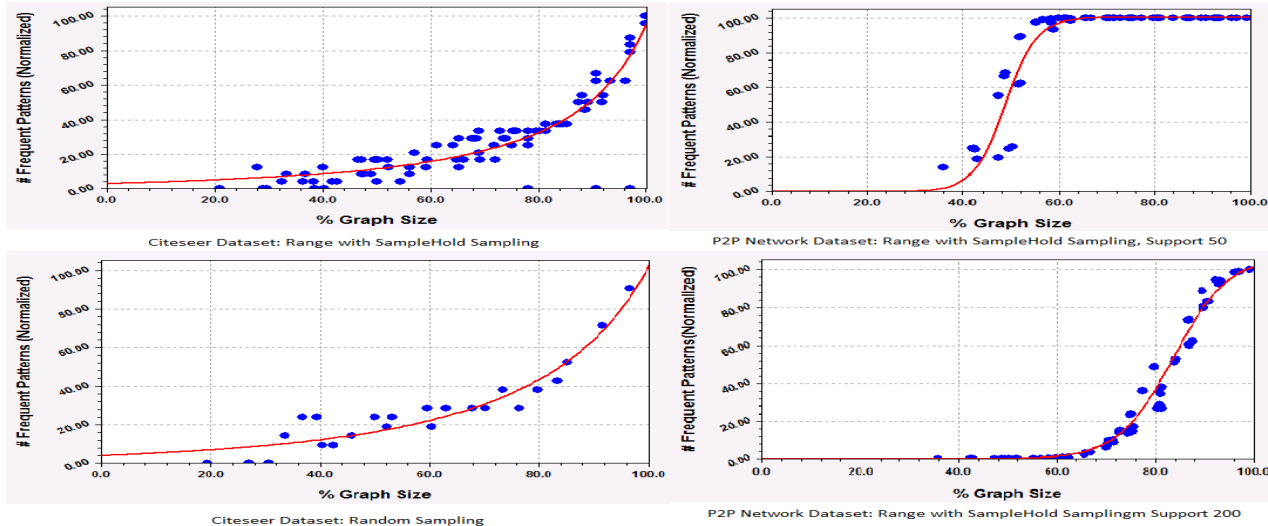 # Frequent Patterns (Normalized)
100.00
80.00
60.00
40.00
20.00
0.00
0.0 20.0 40.0 60.0 80.0 100.0
% Graph Size
Citeseer Dataset: Range with SampleHold Sampling
# Frequent Patterns (Normalized)
100.00
80.00
60.00
40.00
20.00
0.00
0.0 20.0 40.0 60.0 80.0 100.0
% Graph Size
P2P Network Dataset: Range with SampleHold Sampling, Support 50
# Frequent Patterns (Normalized)
100.00
80.00
60.00
40.00
20.00
0.00
0.0 20.0 40.0 60.0 80.0 100.0
% Graph Size
Citeseer Dataset: Random Sampling
# Frequent Patterns(Normalized)
100.00
80.00
60.00
40.00
20.00
0.00
0.0 20.0 40.0 60.0 80.0 100.0
% Graph Size
P2P Network Dataset: Range with SampleHold Samplingm Support 200